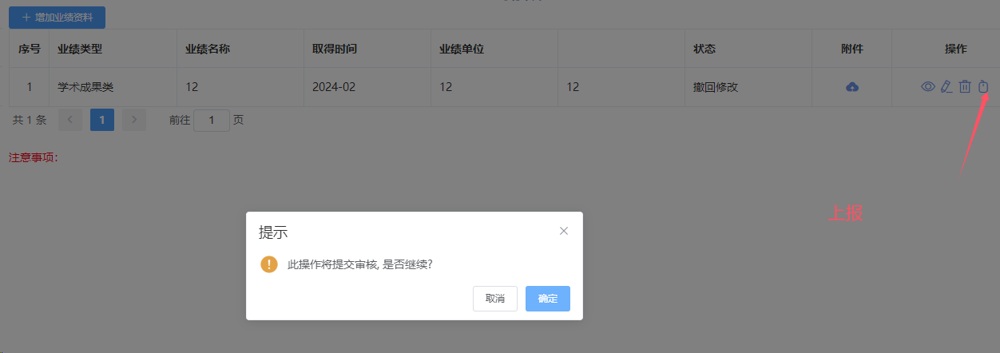 + 增加业绩资料
序号 业绩类型 业绩名称 取得时间 业绩单位 状态 附件 操作
1 学术成果类 12 2024-02 12 12 撤回修改
共 1 条 < 1 > 前往 1 页
注意事项:
上报
提示
此操作将提交审核, 是否继续?
取消 确定